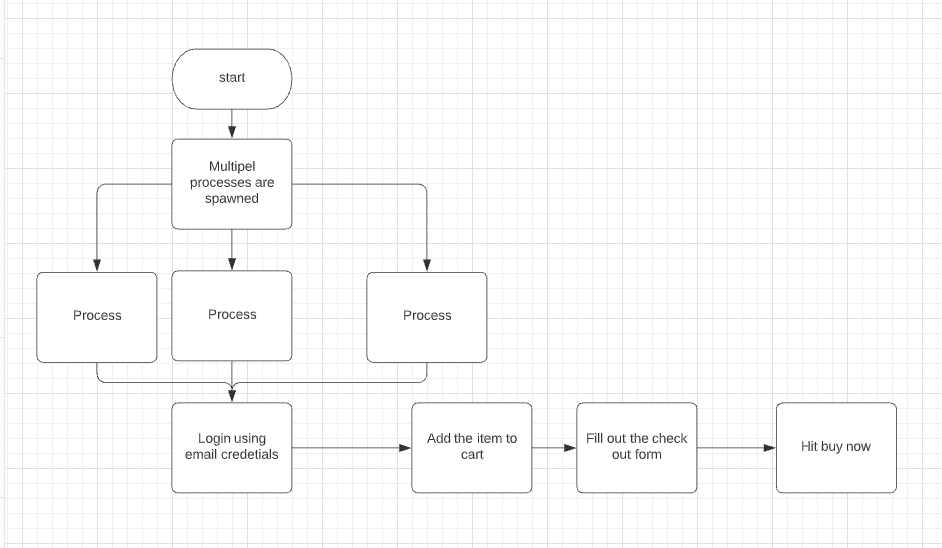 start
Multipel
processes are
spawned
Process
Process
Process
Login using
email credetials
Add the item to
cart
Fill out the check
out form
Hit buy now